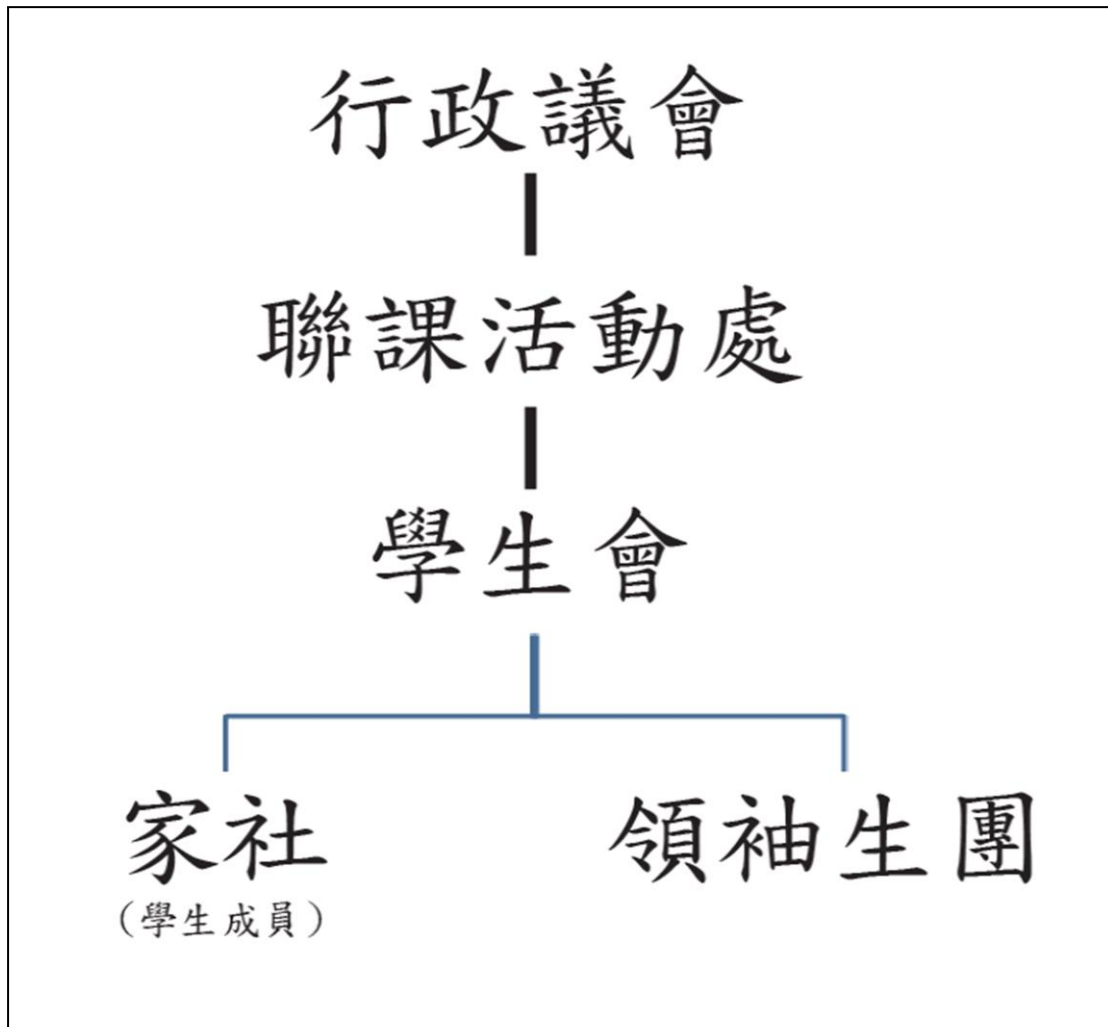 行政議會
聯課活動處
學生會
家社
領袖生團
（學生成員）